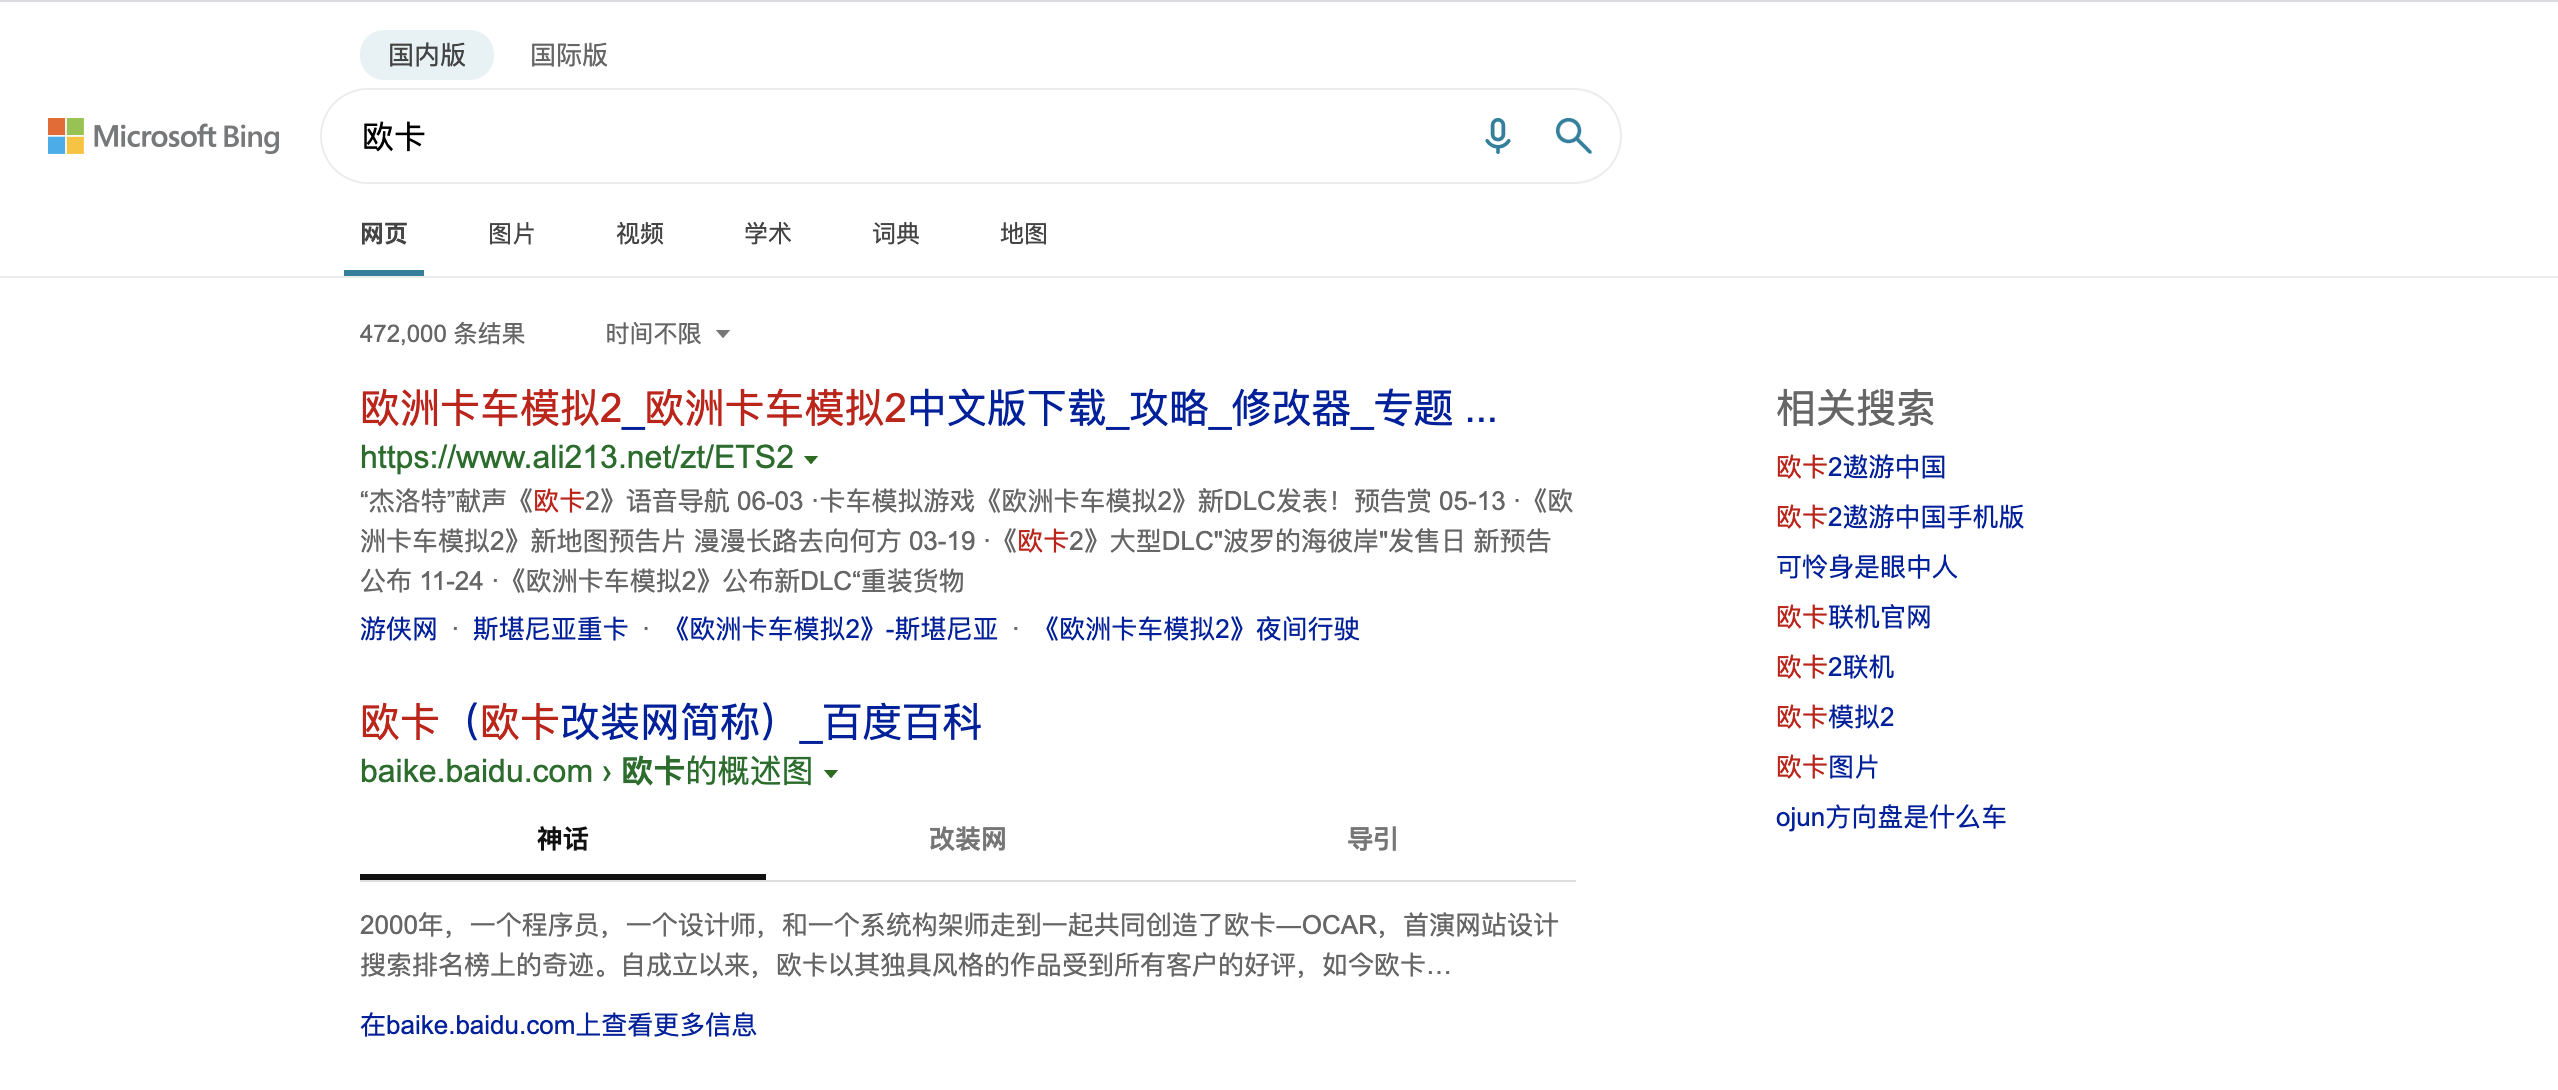 国内版 国际版
Microsoft Bing 欧卡
网页 图片 视频 学术 词典 地图
472,000 条结果 时间不限
欧洲卡车模拟2_欧洲卡车模拟2中文版下载_攻略_修改器_专题 ...
https://www.ali213.net/zt/ETS2
“杰洛特”献声《欧卡2》语音导航 06-03 ·卡车模拟游戏《欧洲卡车模拟2》新DLC发表！预告赏 05-13 ·《欧
洲卡车模拟2》新地图预告片 漫漫长路去向何方 03-19 ·《欧卡2》大型DLC"波罗的海彼岸"发售日 新预告
公布 11-24 ·《欧洲卡车模拟2》公布新DLC“重装货物
游侠网 · 斯堪尼亚重卡 · 《欧洲卡车模拟2》-斯堪尼亚 · 《欧洲卡车模拟2》夜间行驶
欧卡（欧卡改装网简称）_百度百科
baike.baidu.com › 欧卡的概述图
神话 改装网 导引
2000年，一个程序员，一个设计师，和一个系统构架师走到一起共同创造了欧卡—OCAR，首演网站设计
搜索排名榜上的奇迹。自成立以来，欧卡以其独具风格的作品受到所有客户的好评，如今欧卡…
在baike.baidu.com上查看更多信息
相关搜索
欧卡2遨游中国
欧卡2遨游中国手机版
可怜身是眼中人
欧卡联机官网
欧卡2联机
欧卡模拟2
欧卡图片
ojun方向盘是什么车